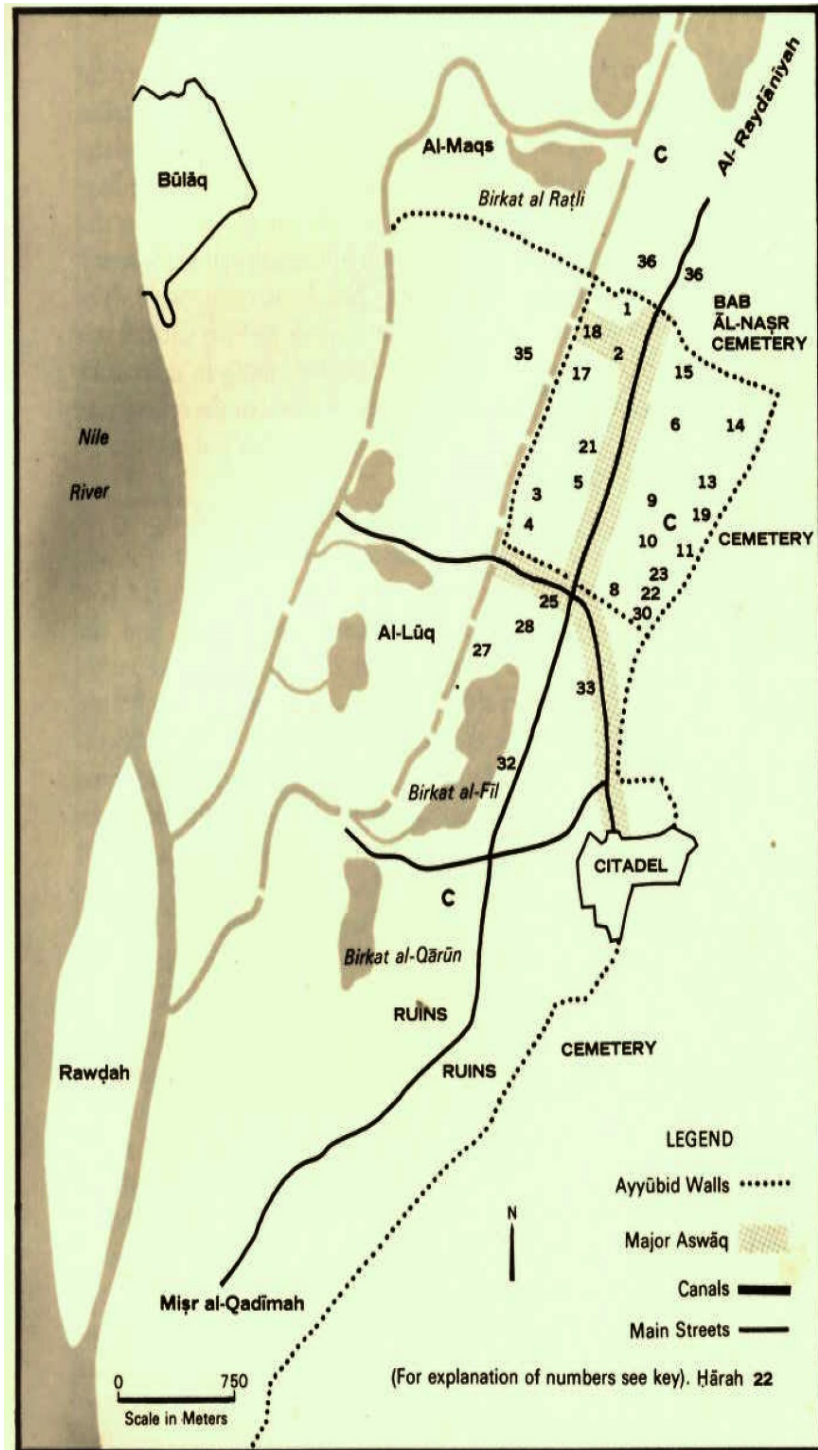 Būlāq
Al-Maqs
Birkat al Raṭli
C
Al-Raydānīyah
36
36
BAB
ĀL-NAṢR
CEMETERY
1
18
2
35
17
15
6
14
21
Nile
River
5
3
13
9
19
4
C
10
11
CEMETERY
23
8
22
25
30
28
Al-Lūq
27
33
32
Birkat al-Fīl
CITADEL
C
Birkat al-Qārūn
RUINS
RUINS
CEMETERY
Rawḍah
LEGEND
Ayyūbid Walls
Major Aswāq
Canals
Main Streets
N
Miṣr al-Qadīmah
0 750
Scale in Meters
(For explanation of numbers see key). Ḥārah 22